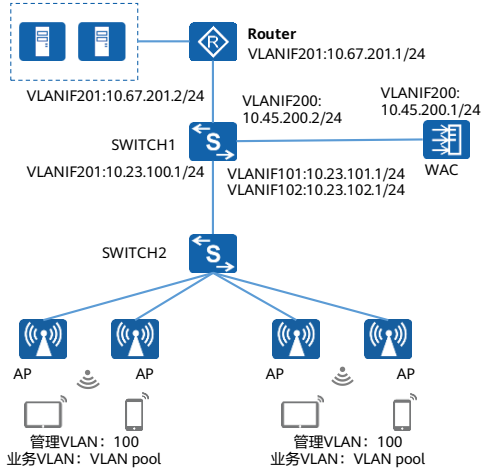 Router
VLANIF201:10.67.201.1/24
VLANIF201:10.67.201.2/24
VLANIF200:
10.45.200.2/24
VLANIF200:
10.45.200.1/24
SWITCH1
WAC
VLANIF201:10.23.100.1/24
VLANIF101:10.23.101.1/24
VLANIF102:10.23.102.1/24
SWITCH2
AP
AP
AP
AP
管理VLAN：100
业务VLAN：VLAN pool
管理VLAN：100
业务VLAN：VLAN pool